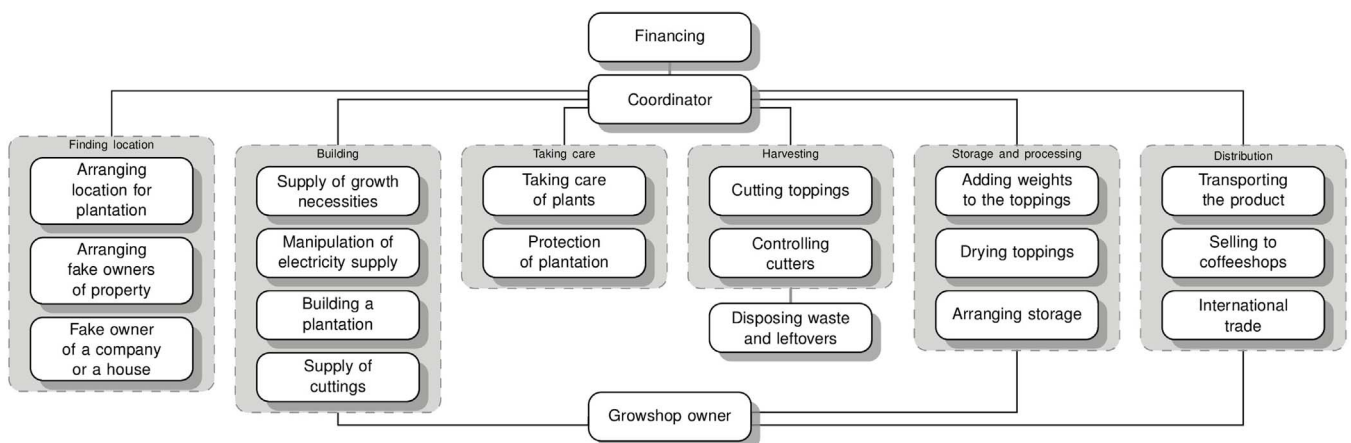 Financing
Coordinator
Finding location
Arranging
location for
plantation
Arranging
fake owners
of property
Fake owner
of a company
or a house
Building
Supply of growth
necessities
Manipulation of
electricity supply
Building a
plantation
Supply of
cuttings
Taking care
Taking care
of plants
Protection
of plantation
Harvesting
Cutting toppings
Controlling
cutters
Disposing waste
and leftovers
Storage and processing
Adding weights
to the toppings
Drying toppings
Arranging storage
Distribution
Transporting
the product
Selling to
coffeeshops
International
trade
Growshop owner